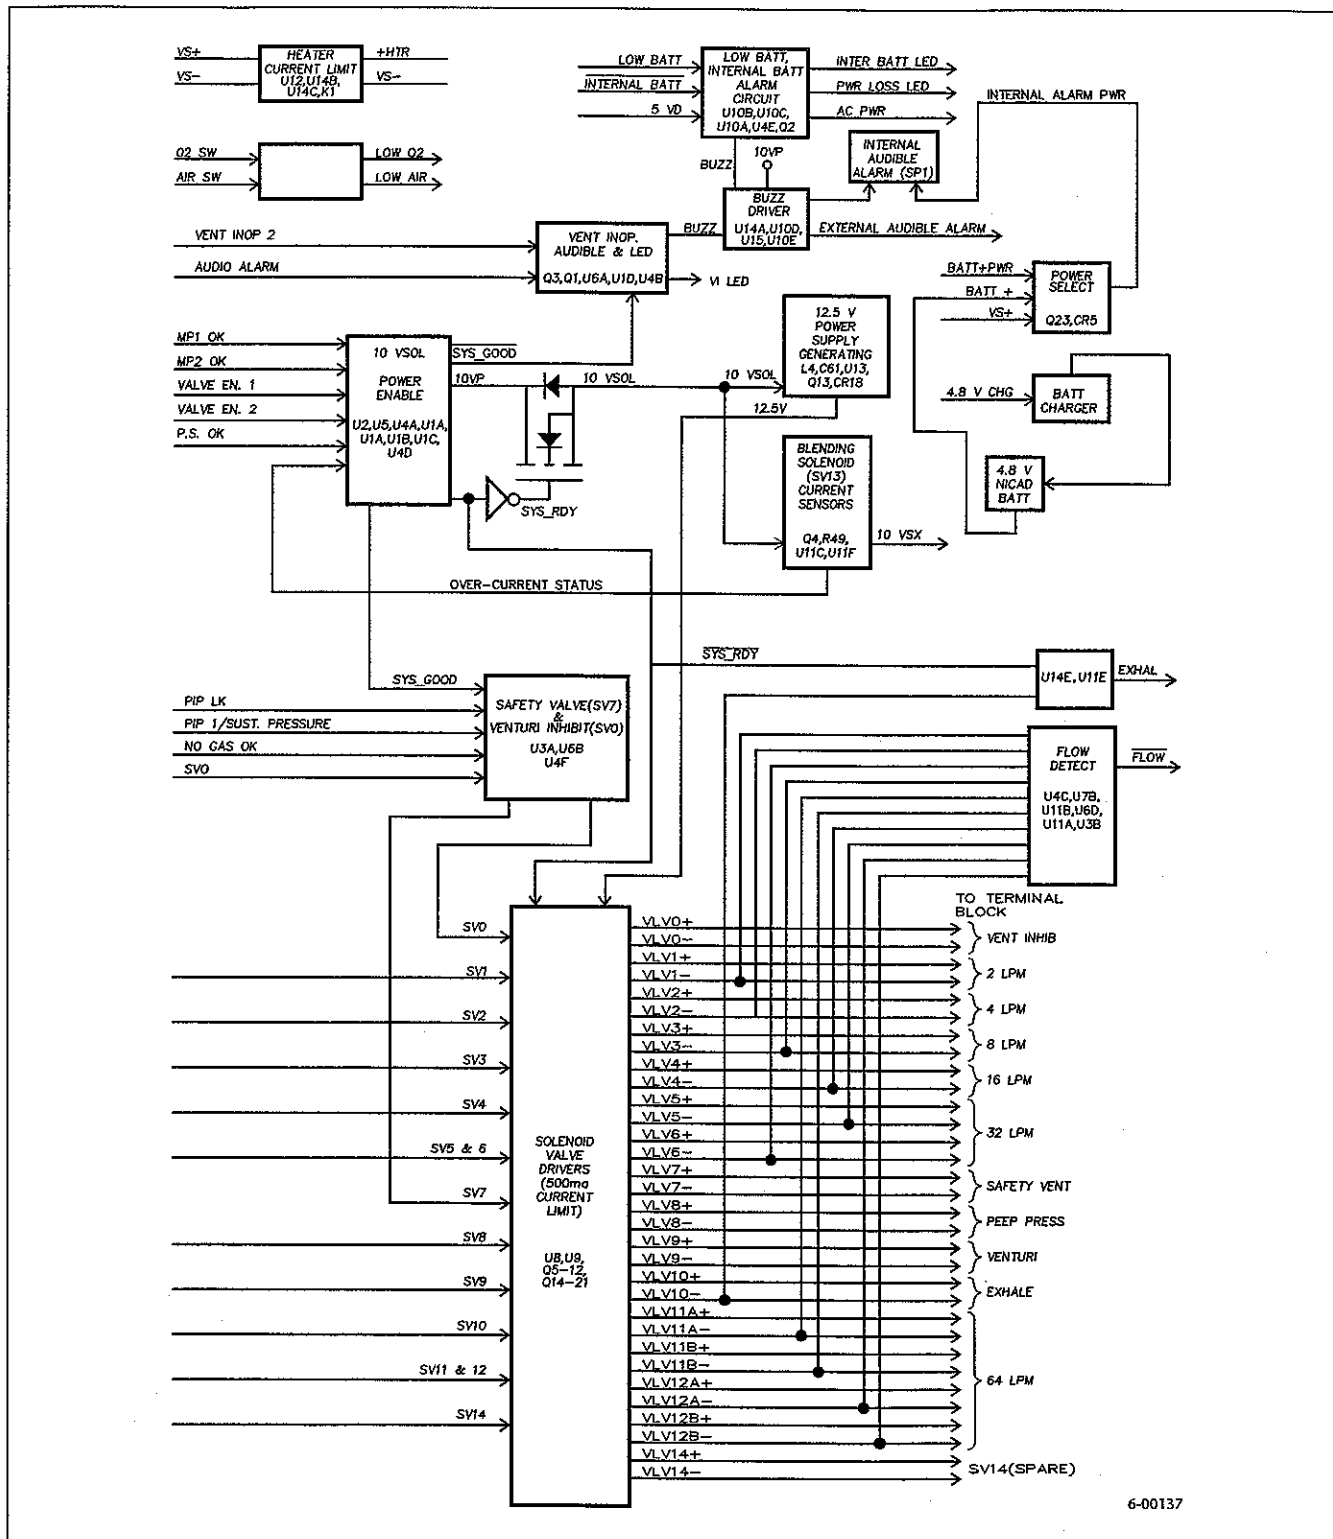 VS+
VS-
HEATER
CURRENT LIMIT
U12,U14B,
U14C,K1
+HTR
VS-
O2 SW
AIR SW
LOW O2
LOW AIR
LOW BATT
INTERNAL BATT
5 VD
LOW BATT,
INTERNAL BATT
ALARM
CIRCUIT
U10B,U10C,
U10A,U4E,Q2
INTER BATT LED
PWR LOSS LED
AC PWR
INTERNAL ALARM PWR
BUZZ
10VP
INTERNAL
AUDIBLE
ALARM (SP1)
BUZZ
DRIVER
U14A,U10D,
U15,U10E
EXTERNAL AUDIBLE ALARM
VENT INOP 2
AUDIO ALARM
VENT INOP.
AUDIBLE & LED
Q3,Q1,U6A,U1D,U4B
BUZZ
VI LED
BATT+PWR
BATT +
VS+
POWER
SELECT
Q23,CR5
MP1 OK
MP2 OK
VALVE EN. 1
VALVE EN. 2
P.S. OK
10 VSOL
POWER
ENABLE
U2,U5,U4A,U1A,
U1A,U1B,U1C,
U4D
SYS_GOOD
10VP
10 VSOL
10 VSOL
12.5V
12.5 V
POWER
SUPPLY
GENERATING
L4,C61,U13,
Q13,CR18
4.8 V CHG
BATT
CHARGER
4.8 V
NICAD
BATT
SYS_RDY
BLENDING
SOLENOID
(SV13)
CURRENT
SENSORS
Q4,R49,
U11C,U11F
10 VSX
OVER-CURRENT STATUS
SYS_RDY
U14E,U11E
EXHAL
SYS_GOOD
PIP LK
PIP 1/SUST. PRESSURE
NO GAS OK
SV0
SAFETY VALVE(SV7)
&
VENTURI INHIBIT(SV0)
U3A,U6B
U4F
FLOW
DETECT
U4C,U7B,
U11B,U6D,
U11A,U3B
FLOW
TO TERMINAL
BLOCK
SV0
SV1
SV2
SV3
SV4
SV5 & 6
SV7
SV8
SV9
SV10
SV11 & 12
SV14
SOLENOID
VALVE
DRIVERS
(500ma
CURRENT
LIMIT)
U8,U9,
Q5-12,
Q14-21
VLV0+
VLV0-
VLV1+
VLV1-
VLV2+
VLV2-
VLV3+
VLV3-
VLV4+
VLV4-
VLV5+
VLV5-
VLV6+
VLV6-
VLV7+
VLV7-
VLV8+
VLV8-
VLV9+
VLV9-
VLV10+
VLV10-
VLV11A+
VLV11A-
VLV11B+
VLV11B-
VLV12A+
VLV12A-
VLV12B+
VLV12B-
VLV14+
VLV14-
VENT INHIB
2 LPM
4 LPM
8 LPM
16 LPM
32 LPM
SAFETY VENT
PEEP PRESS
VENTURI
EXHALE
64 LPM
SV14(SPARE)
6-00137